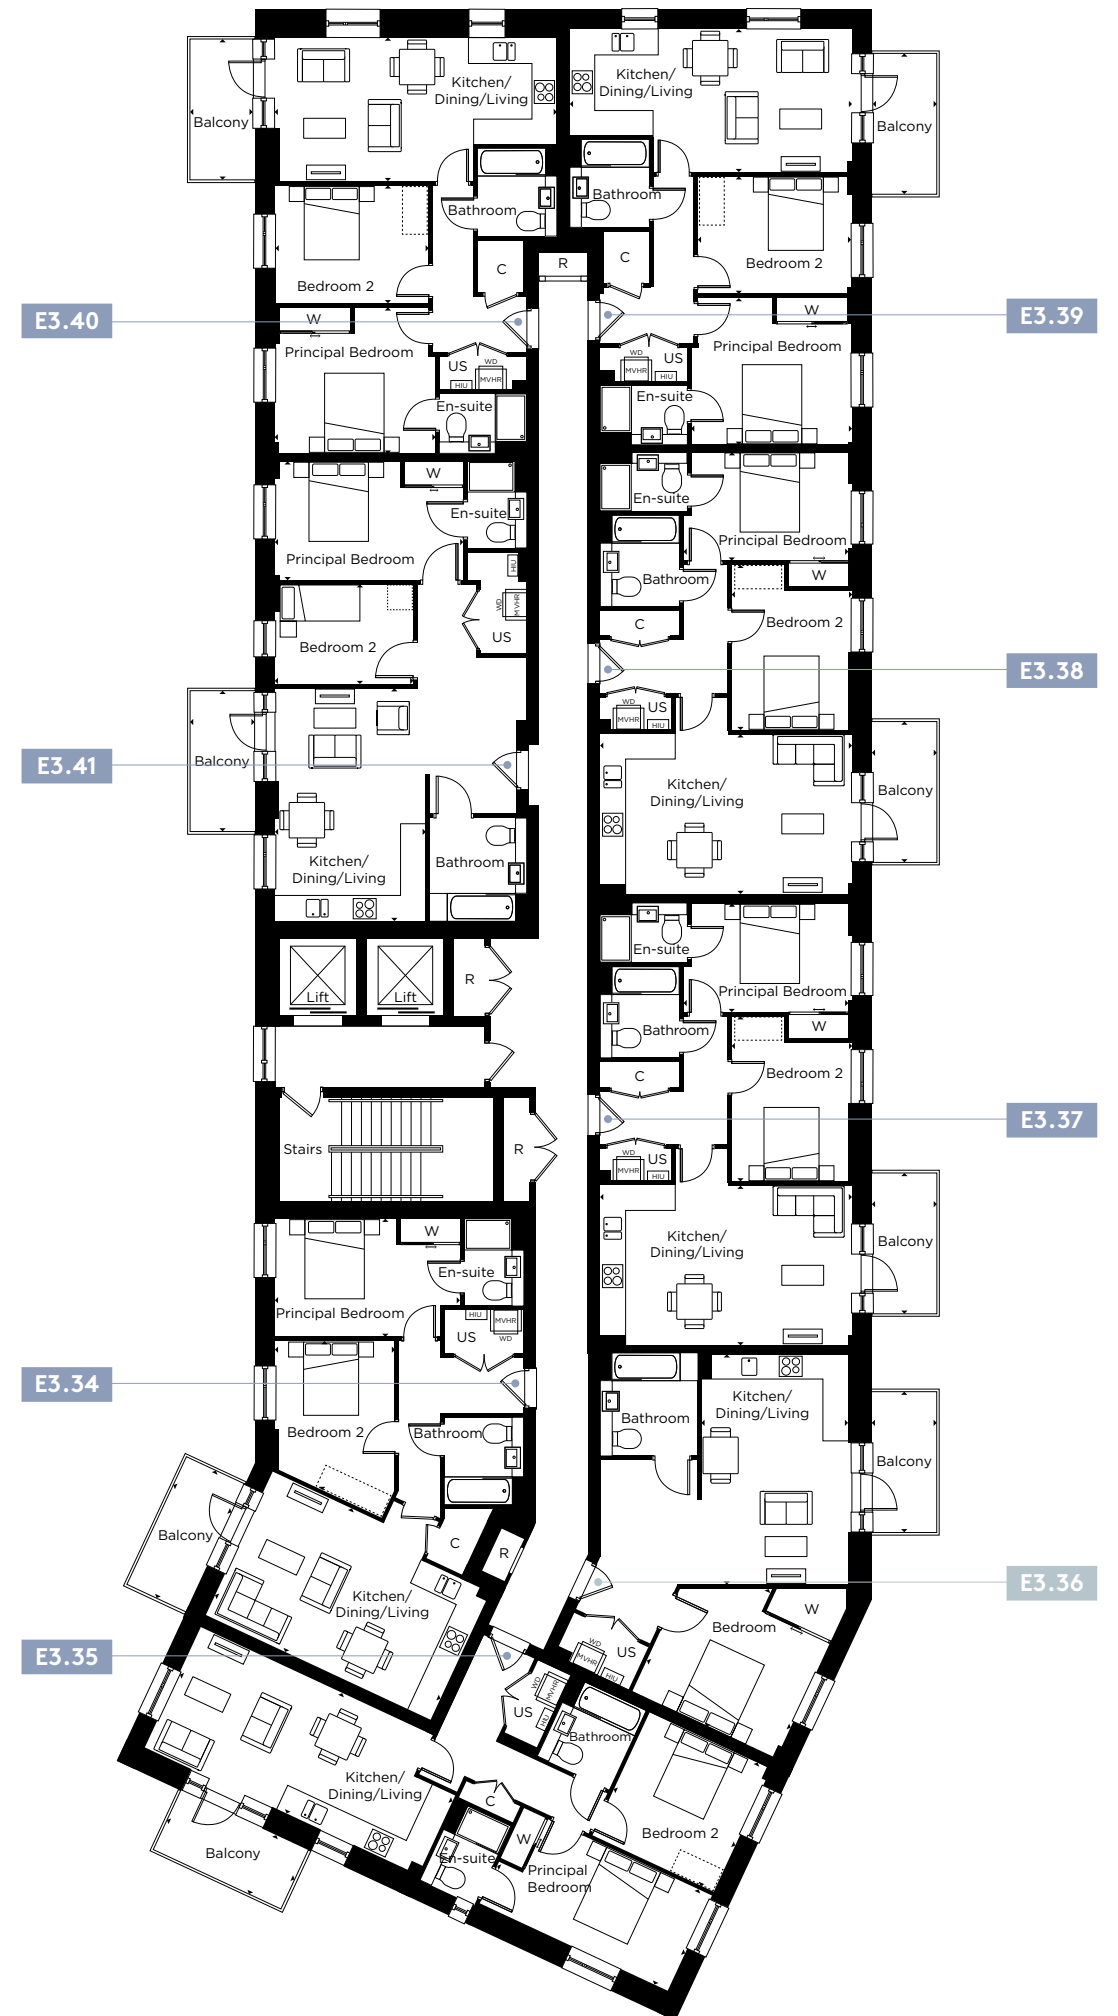 Kitchen/
Dining/Living
Balcony
Bathroom
Bedroom 2
C
R
E3.40
W
Principal Bedroom
US
WD
MVHR
HIU
En-suite
Kitchen/
Dining/Living
Balcony
Bathroom
C
Bedroom 2
E3.39
W
Principal Bedroom
WD
MVHR
HIU
US
En-suite
W
En-suite
Principal Bedroom
HIU
WD
MVHR
US
Bedroom 2
E3.41
Balcony
Kitchen/
Dining/Living
Bathroom
En-suite
Principal Bedroom
W
Bathroom
C
Bedroom 2
E3.38
WD
MVHR
HIU
US
Kitchen/
Dining/Living
Balcony
Lift
Lift
R
Stairs
R
En-suite
Principal Bedroom
W
Bathroom
C
Bedroom 2
E3.37
WD
MVHR
HIU
US
Kitchen/
Dining/Living
Balcony
W
En-suite
Principal Bedroom
HIU
MVHR
WD
US
E3.34
Bedroom 2
Bathroom
C
R
Balcony
Kitchen/
Dining/Living
Kitchen/
Dining/Living
Bathroom
Balcony
E3.36
W
Bedroom
WD
MVHR
HIU
US
E3.35
WD
MVHR
HIU
US
Bathroom
Kitchen/
Dining/Living
C
W
Bedroom 2
Balcony
En-suite
Principal
Bedroom